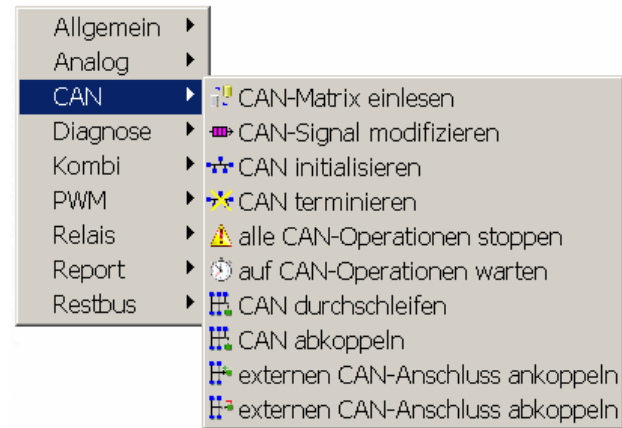 Allgemein
Analog
CAN
Diagnose
Kombi
PWM
Relais
Report
Restbus
CAN-Matrix einlesen
CAN-Signal modifizieren
CAN initialisieren
CAN terminieren
alle CAN-Operationen stoppen
auf CAN-Operationen warten
CAN durchschleifen
CAN abkoppeln
externen CAN-Anschluss ankoppeln
externen CAN-Anschluss abkoppeln